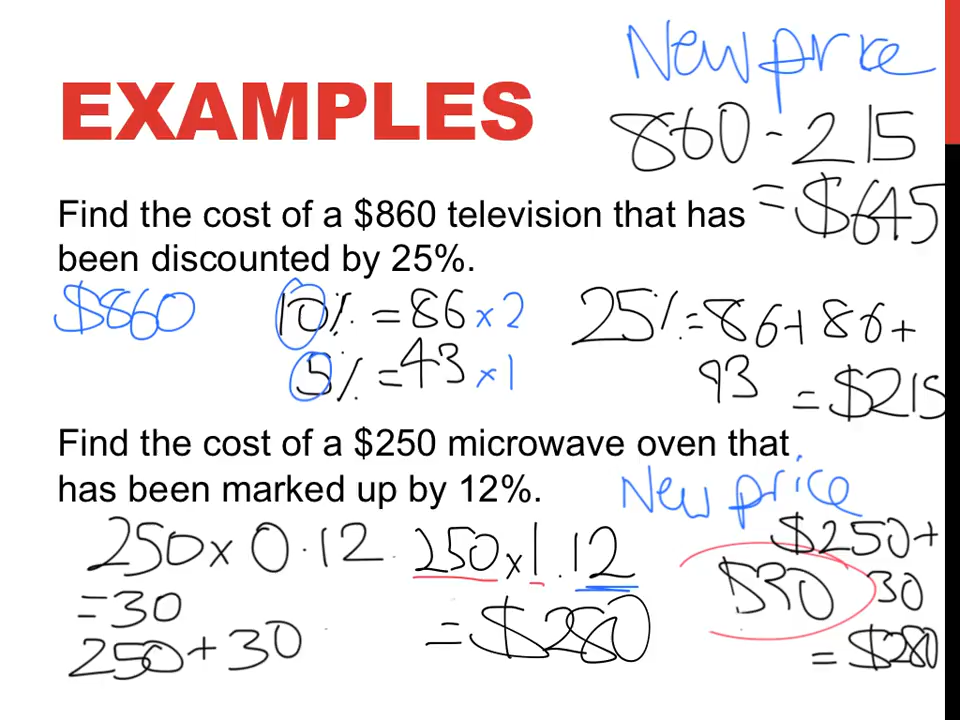 New price
EXAMPLES
860 - 215
= $645
Find the cost of a $860 television that has
been discounted by 25%.
$860
10% = 86 x 2
5% = 43 x 1
25% = 86 + 86 +
93
= $215
Find the cost of a $250 microwave oven that
has been marked up by 12%.
New price
250 x 0.12
= 30
250 + 30
250 x 1.12
= $280
$30
$250 +
30
= $280